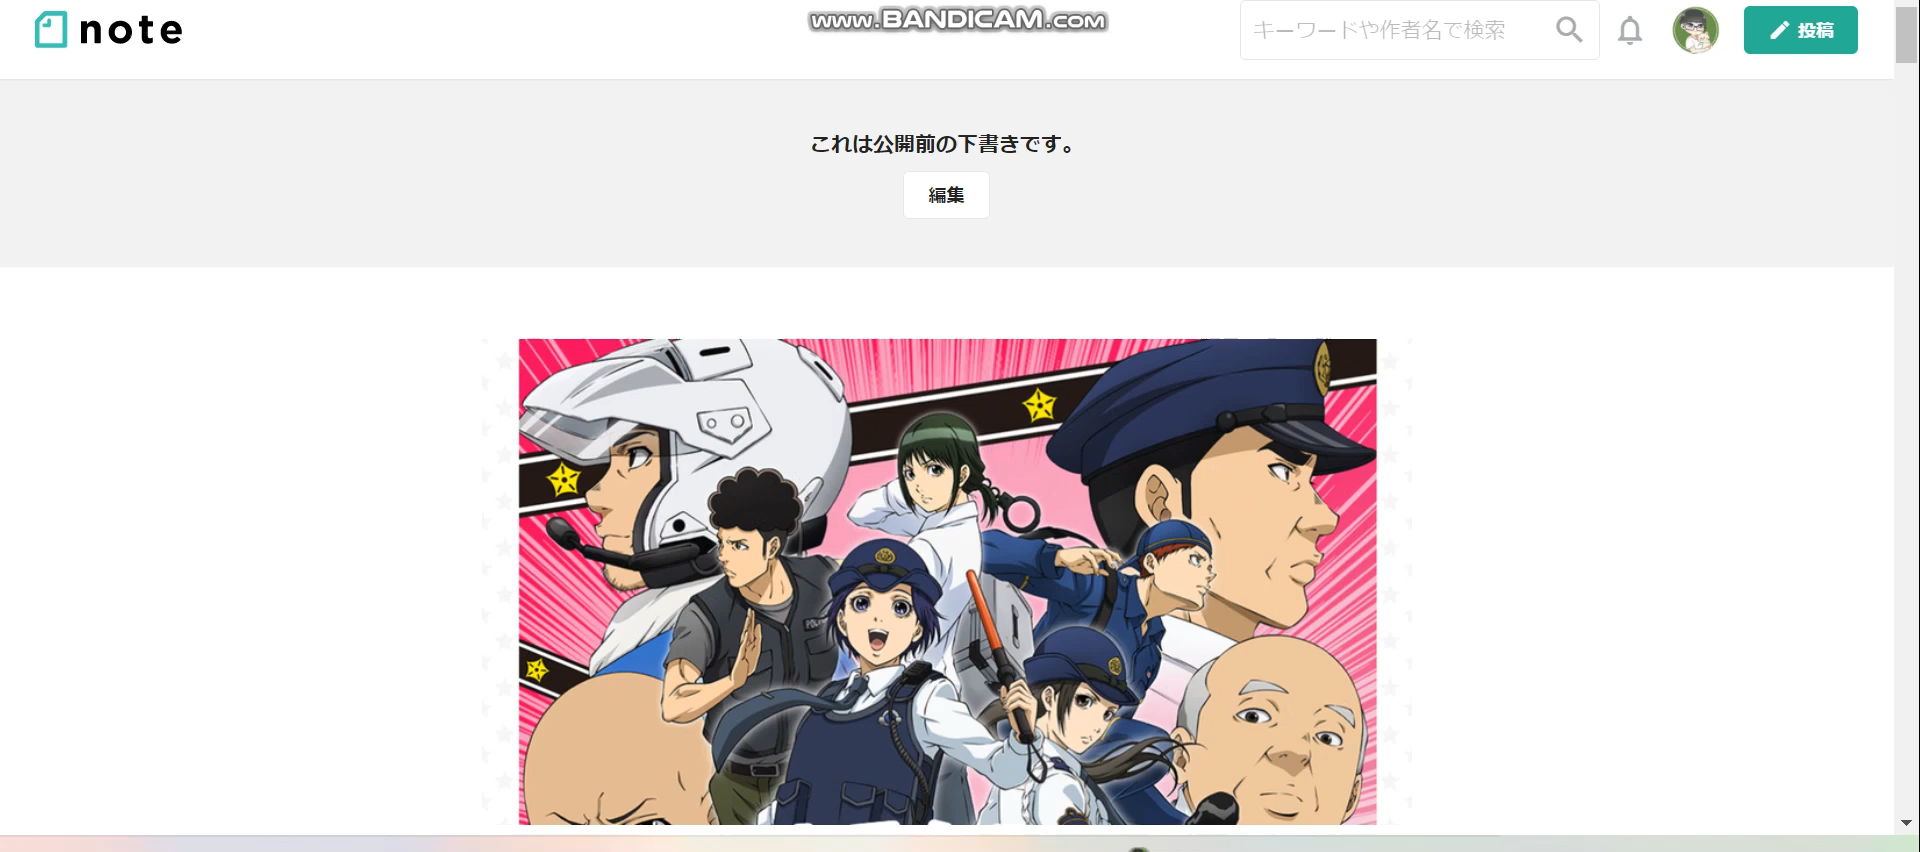 note
www.BANDICAM.com
キーワードや作者名で検索
投稿
これは公開前の下書きです。
編集